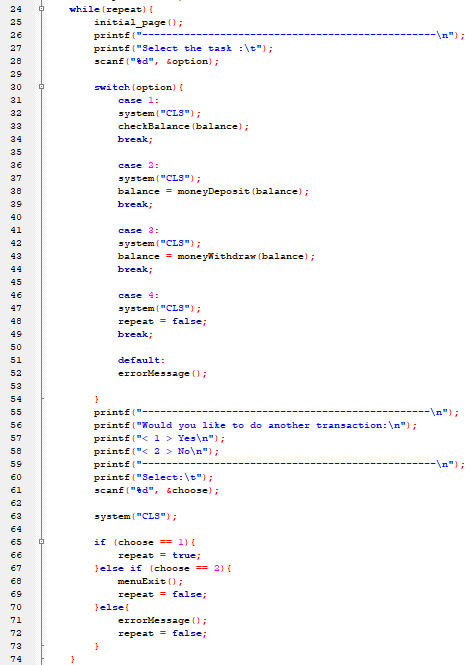 24 while(repeat){
25 initial_page();
26 printf("-------------------------------------------------\n");
27 printf("Select the task :\t");
28 scanf("%d", &option);
29
30 switch(option){
31 case 1:
32 system("CLS");
33 checkBalance(balance);
34 break;
35
36 case 2:
37 system("CLS");
38 balance = moneyDeposit(balance);
39 break;
40
41 case 3:
42 system("CLS");
43 balance = moneyWithdraw(balance);
44 break;
45
46 case 4:
47 system("CLS");
48 repeat = false;
49 break;
50
51 default:
52 errorMessage();
53
54 }
55 printf("------------------------------------------------\n");
56 printf("Would you like to do another transaction:\n");
57 printf("< 1 > Yes\n");
58 printf("< 2 > No\n");
59 printf("-------------------------------------------------\n");
60 printf("Select:\t");
61 scanf("%d", &choose);
62
63 system("CLS");
64
65 if (choose == 1){
66 repeat = true;
67 }else if (choose == 2){
68 menuExit();
69 repeat = false;
70 }else{
71 errorMessage();
72 repeat = false;
73 }
74 }